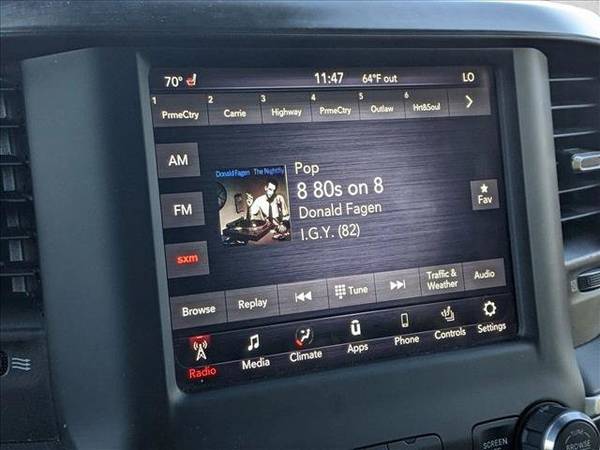 70° 11:47 64°F out LO
1 PrmeCtry 2 Carrie 3 Highway 4 PrmeCtry 5 Outlaw 6 Hrt&Soul
AM
Donald Fagen The Nightfly
Pop
8 80s on 8
Donald Fagen
I.G.Y. (82)
Fav
FM
sxm
Browse Replay Tune Traffic & Weather Audio
Radio Media Climate Apps Phone Controls Settings
SCREEN
TUNE
BROWSE